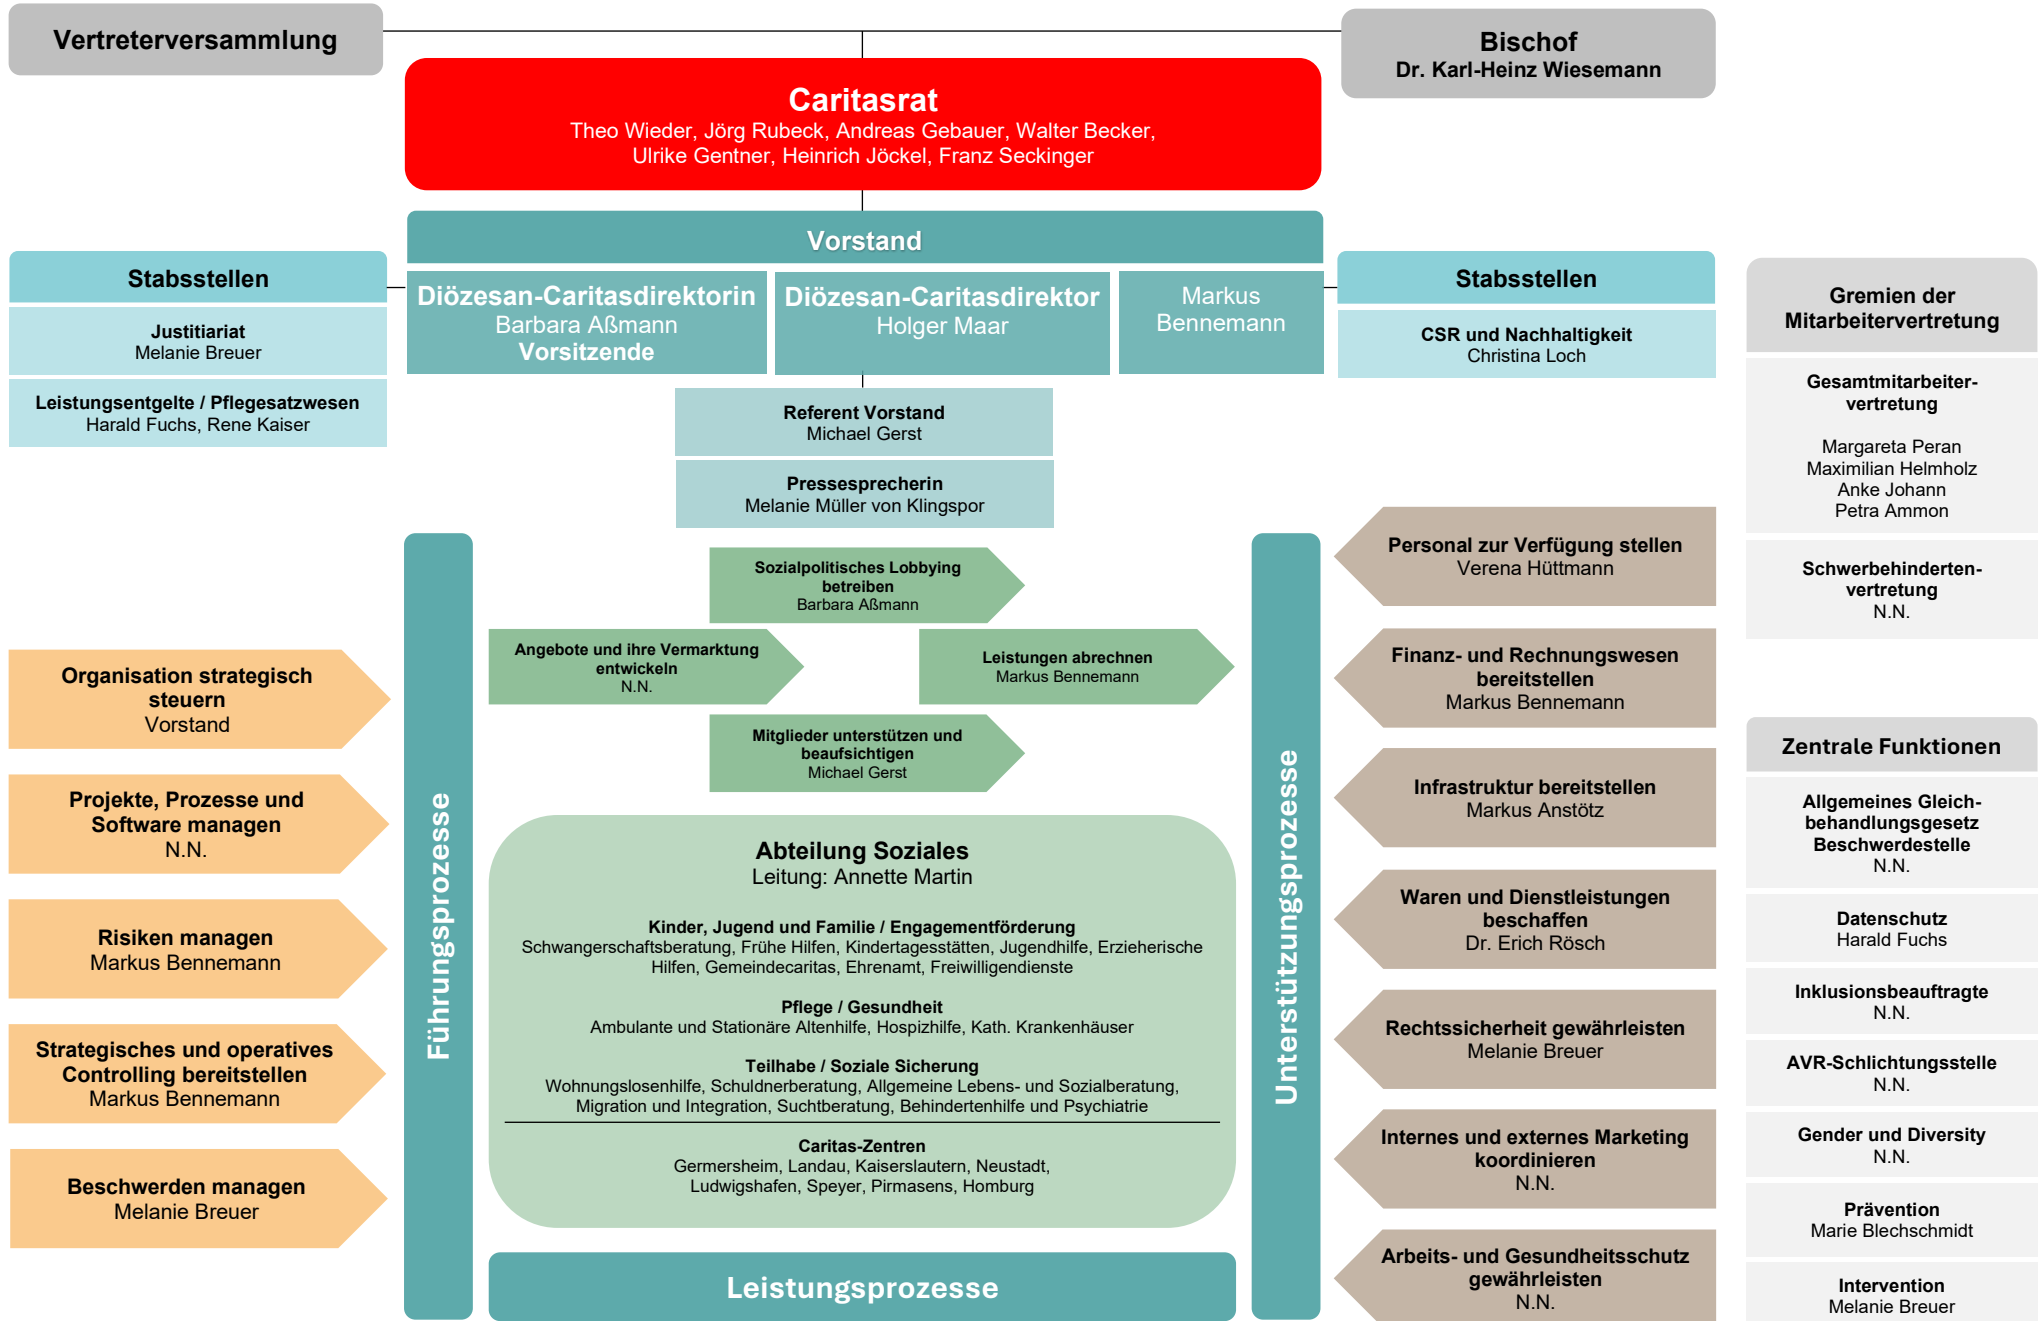 Vertreterversammlung
Bischof
Dr. Karl-Heinz Wiesemann
Caritasrat
Theo Wieder, Jörg Rubeck, Andreas Gebauer, Walter Becker,
Ulrike Gentner, Heinrich Jöckel, Franz Seckinger
Vorstand
Diözesan-Caritasdirektorin
Barbara Aßmann
Vorsitzende
Diözesan-Caritasdirektor
Holger Maar
Markus
Bennemann
Stabsstellen
Justitiariat
Melanie Breuer
Leistungsentgelte / Pflegesatzwesen
Harald Fuchs, Rene Kaiser
Stabsstellen
CSR und Nachhaltigkeit
Christina Loch
Referent Vorstand
Michael Gerst
Pressesprecherin
Melanie Müller von Klingspor
Gremien der
Mitarbeitervertretung
Gesamtmitarbeiter-
vertretung
Margareta Peran
Maximilian Helmholz
Anke Johann
Petra Ammon
Schwerbehinderten-
vertretung
N.N.
Führungsprozesse
Organisation strategisch
steuern
Vorstand
Projekte, Prozesse und
Software managen
N.N.
Risiken managen
Markus Bennemann
Strategisches und operatives
Controlling bereitstellen
Markus Bennemann
Beschwerden managen
Melanie Breuer
Sozialpolitisches Lobbying
betreiben
Barbara Aßmann
Angebote und ihre Vermarktung
entwickeln
N.N.
Leistungen abrechnen
Markus Bennemann
Mitglieder unterstützen und
beaufsichtigen
Michael Gerst
Abteilung Soziales
Leitung: Annette Martin
Kinder, Jugend und Familie / Engagementförderung
Schwangerschaftsberatung, Frühe Hilfen, Kindertagesstätten, Jugendhilfe, Erzieherische
Hilfen, Gemeindecaritas, Ehrenamt, Freiwilligendienste
Pflege / Gesundheit
Ambulante und Stationäre Altenhilfe, Hospizhilfe, Kath. Krankenhäuser
Teilhabe / Soziale Sicherung
Wohnungslosenhilfe, Schuldnerberatung, Allgemeine Lebens- und Sozialberatung,
Migration und Integration, Suchtberatung, Behindertenhilfe und Psychiatrie
Caritas-Zentren
Germersheim, Landau, Kaiserslautern, Neustadt,
Ludwigshafen, Speyer, Pirmasens, Homburg
Leistungsprozesse
Unterstützungsprozesse
Personal zur Verfügung stellen
Verena Hüttmann
Finanz- und Rechnungswesen
bereitstellen
Markus Bennemann
Infrastruktur bereitstellen
Markus Anstötz
Waren und Dienstleistungen
beschaffen
Dr. Erich Rösch
Rechtssicherheit gewährleisten
Melanie Breuer
Internes und externes Marketing
koordinieren
N.N.
Arbeits- und Gesundheitsschutz
gewährleisten
N.N.
Zentrale Funktionen
Allgemeines Gleich-
behandlungsgesetz
Beschwerdestelle
N.N.
Datenschutz
Harald Fuchs
Inklusionsbeauftragte
N.N.
AVR-Schlichtungsstelle
N.N.
Gender und Diversity
N.N.
Prävention
Marie Blechschmidt
Intervention
Melanie Breuer